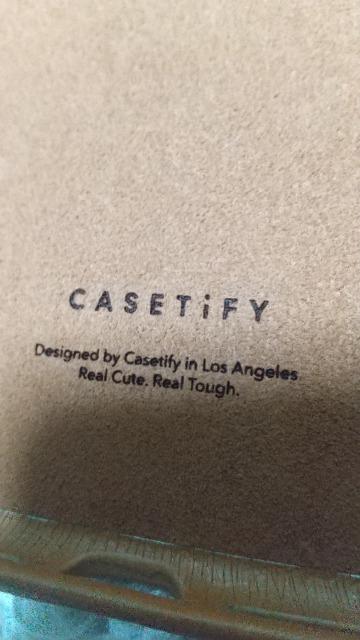 CASETiFY
Designed by Casetify in Los Angeles
Real Cute. Real Tough.